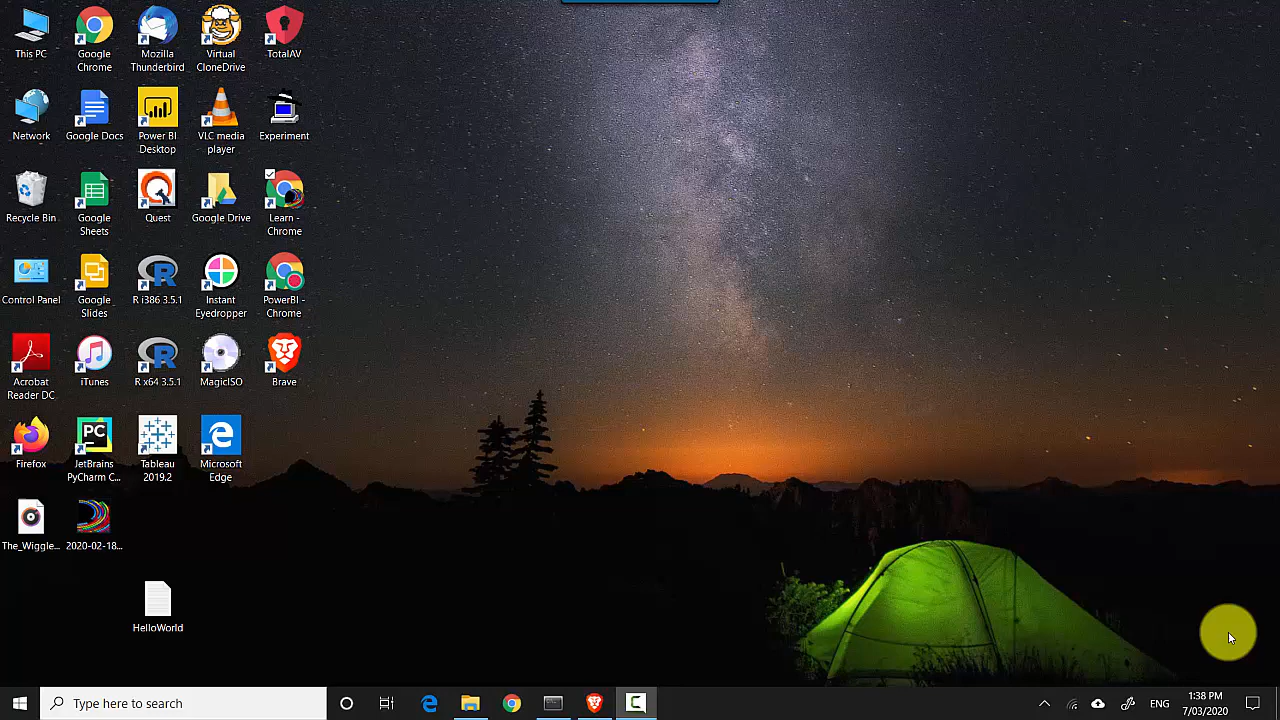 This PC
Google
Chrome
Mozilla
Thunderbird
Virtual
CloneDrive
TotalAV
Network
Google Docs
Power BI
Desktop
VLC media
player
Experiment
Recycle Bin
Google
Sheets
Quest
Google Drive
Learn -
Chrome
Control Panel
Google
Slides
R i386 3.5.1
Instant
Eyedropper
PowerBI -
Chrome
Acrobat
Reader DC
iTunes
R x64 3.5.1
MagicISO
Brave
Firefox
PC
JetBrains
PyCharm C...
Tableau
2019.2
Microsoft
Edge
The_Wiggle...
2020-02-18...
HelloWorld
Type here to search
ENG
1:38 PM
7/03/2020